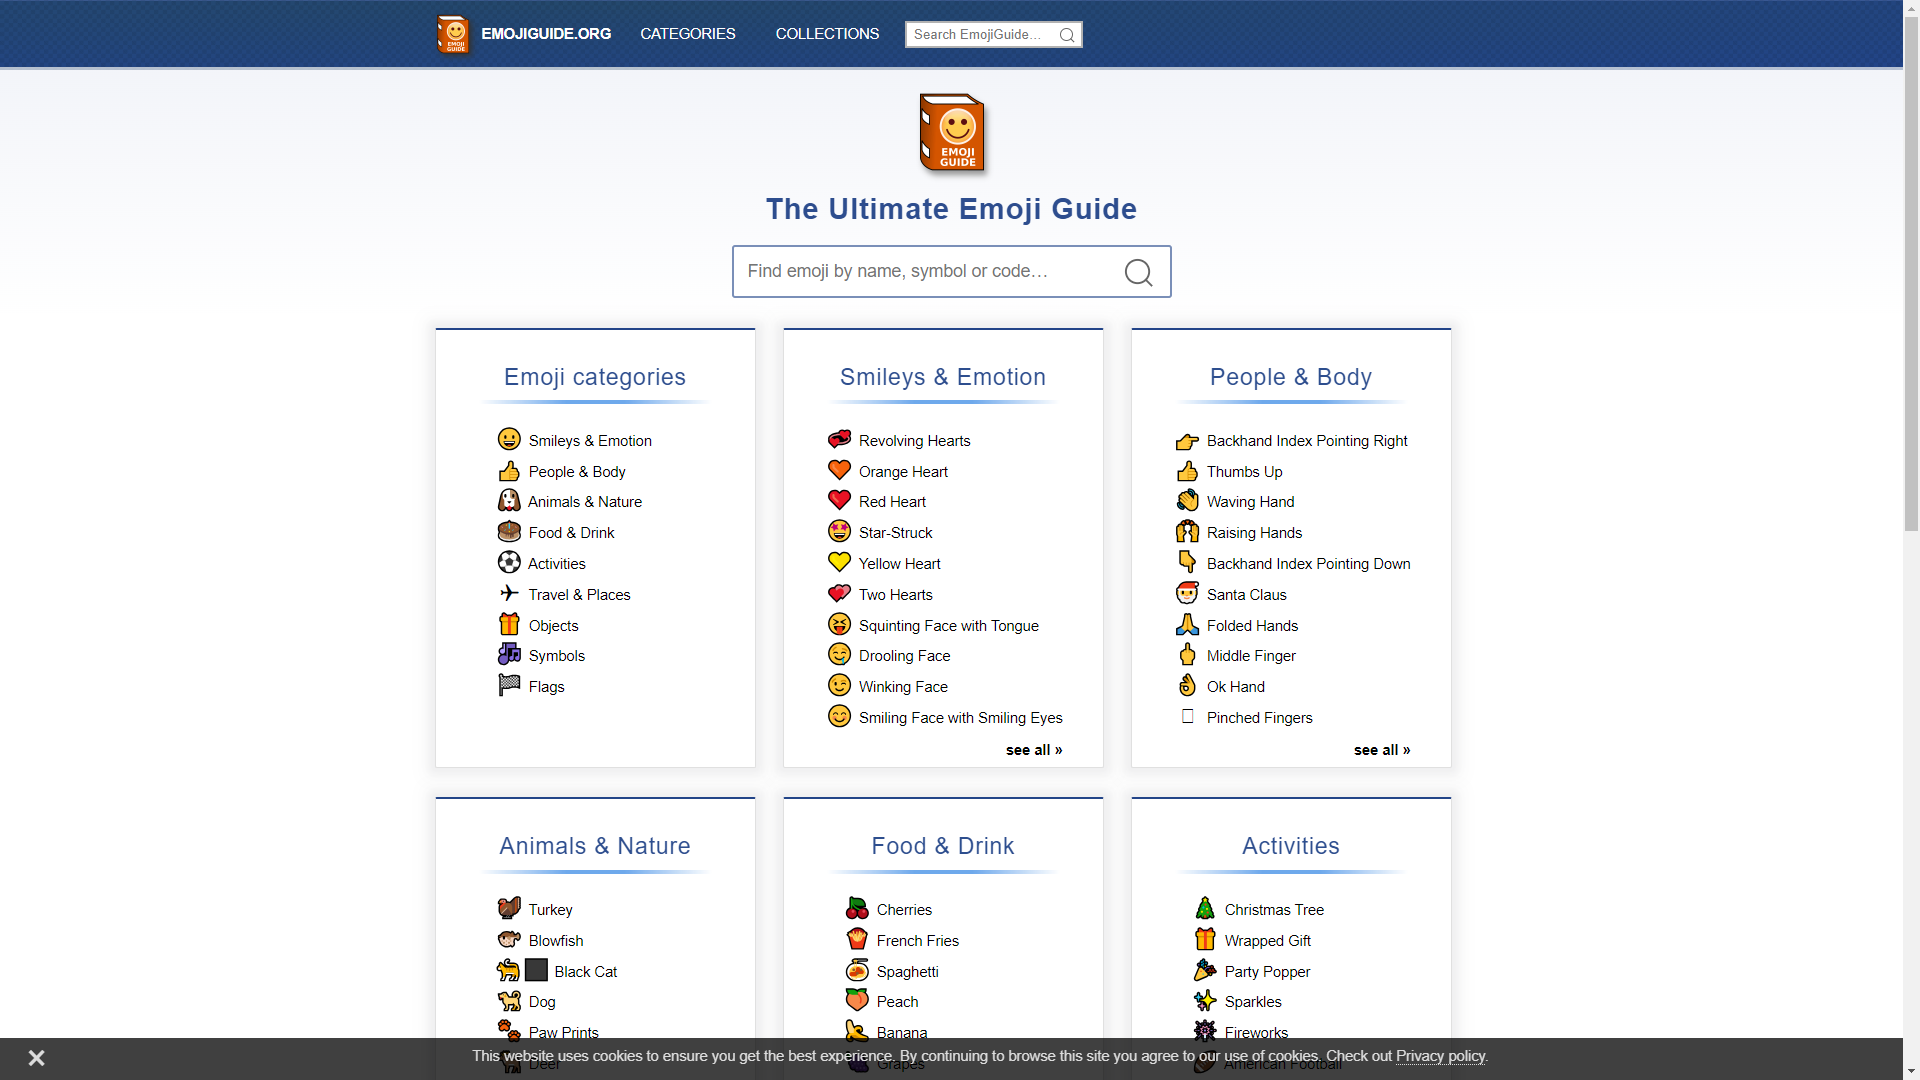 EMOJIGUIDE.ORG CATEGORIES COLLECTIONS Search EmojiGuide...
EMOJI GUIDE
The Ultimate Emoji Guide
Find emoji by name, symbol or code…
Emoji categories
Smileys & Emotion
People & Body
Animals & Nature
Food & Drink
Activities
Travel & Places
Objects
Symbols
Flags
Smileys & Emotion
Revolving Hearts
Orange Heart
Red Heart
Star-Struck
Yellow Heart
Two Hearts
Squinting Face with Tongue
Drooling Face
Winking Face
Smiling Face with Smiling Eyes
see all »
People & Body
Backhand Index Pointing Right
Thumbs Up
Waving Hand
Raising Hands
Backhand Index Pointing Down
Santa Claus
Folded Hands
Middle Finger
Ok Hand
Pinched Fingers
see all »
Animals & Nature
Turkey
Blowfish
Black Cat
Dog
Paw Prints
Deer
Food & Drink
Cherries
French Fries
Spaghetti
Peach
Banana
Grapes
Activities
Christmas Tree
Wrapped Gift
Party Popper
Sparkles
Fireworks
American Football
This website uses cookies to ensure you get the best experience. By continuing to browse this site you agree to our use of cookies. Check out Privacy policy.